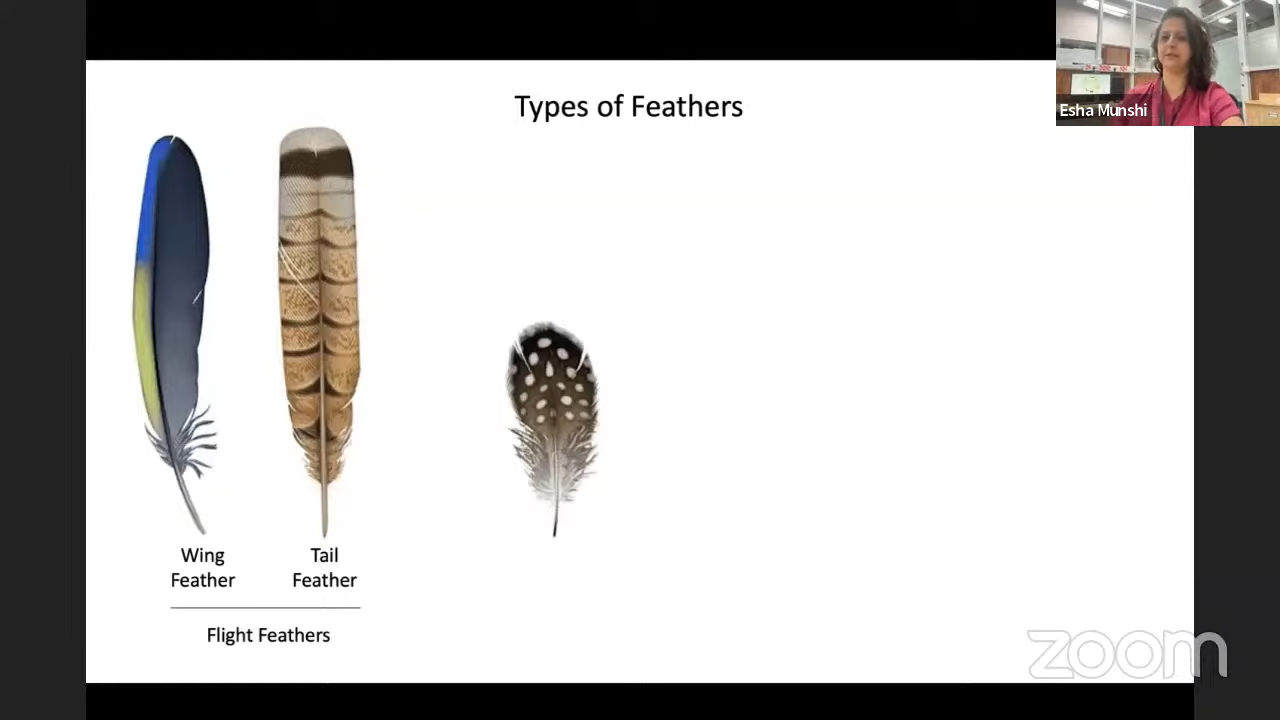 Types of Feathers
Esha Munshi
Wing
Feather
Tail
Feather
Flight Feathers
zoom